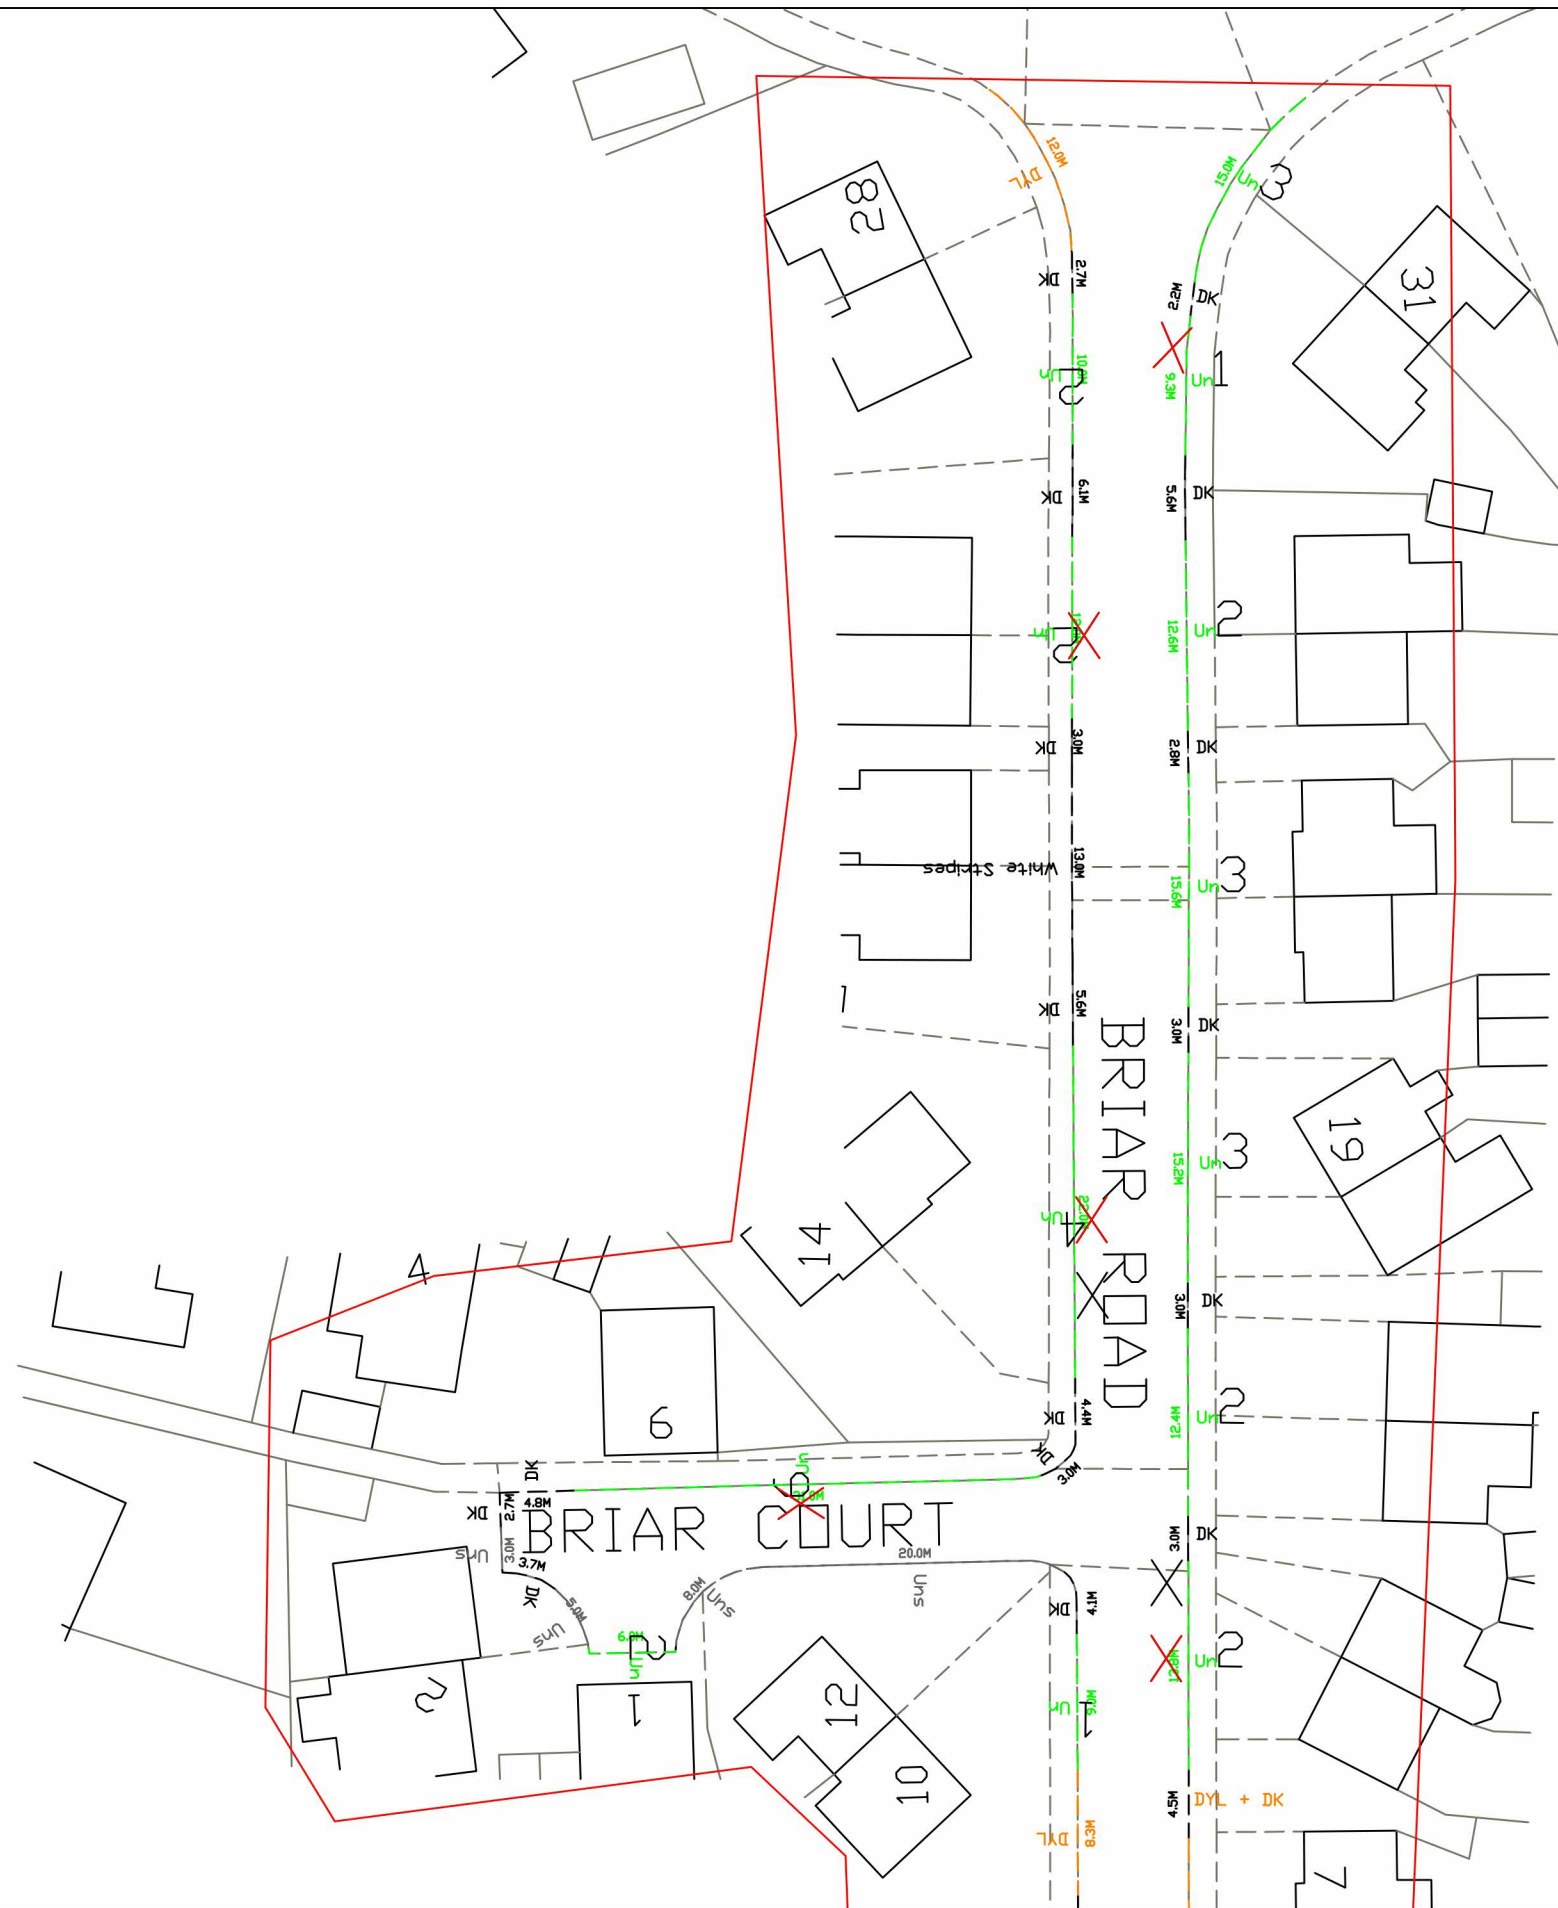 12.0M
DYL
15.0M
Un
3
28
31
2.7M
DK
2.2M
DK
Un
2
9.3M
Un
1
6.1M
DK
5.6M
DK
Un
2
12.6M
Un
2
3.0M
DK
2.8M
DK
13.0M
White Stripes
15.6M
Un
3
5.6M
DK
3.0M
DK
BRIAR ROAD
19
15.2M
Un
3
Un
4
14
4
3.0M
DK
6
4.4M
DK
DK
3.0M
12.4M
Un
2
DK
4.8M
2.7M
DK
Un
BRIAR COURT
3.0M
Uns
3.7M
DK
5.0M
Uns
8.0M
Uns
20.0M
Uns
3.0M
DK
4.1M
DK
Un
2
Un
2
2
1
12
10
9.0M
Un
1
4.5M
DYL + DK
8.3M
DYL
7